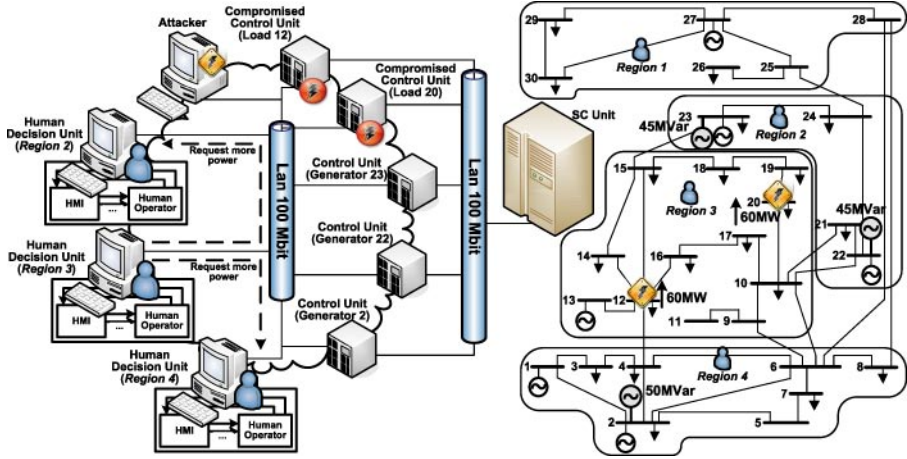 Attacker
Compromised
Control Unit
(Load 12)
Compromised
Control Unit
(Load 20)
SC Unit
Human
Decision Unit
(Region 2)
Request more
power
HMI
...
Human
Operator
Lan 100 Mbit
Lan 100 Mbit
Control Unit
(Generator 23)
Control Unit
(Generator 22)
Control Unit
(Generator 2)
Human
Decision Unit
(Region 3)
Request more
power
HMI
...
Human
Operator
Human
Decision Unit
(Region 4)
HMI
...
Human
Operator
29
27
28
Region 1
30
26
25
23
24
45MVar
Region 2
15
18
19
Region 3
20
60MW
45MVar
21
22
17
14
16
10
13
12
60MW
11
9
1
3
4
6
8
Region 4
50MVar
7
2
5